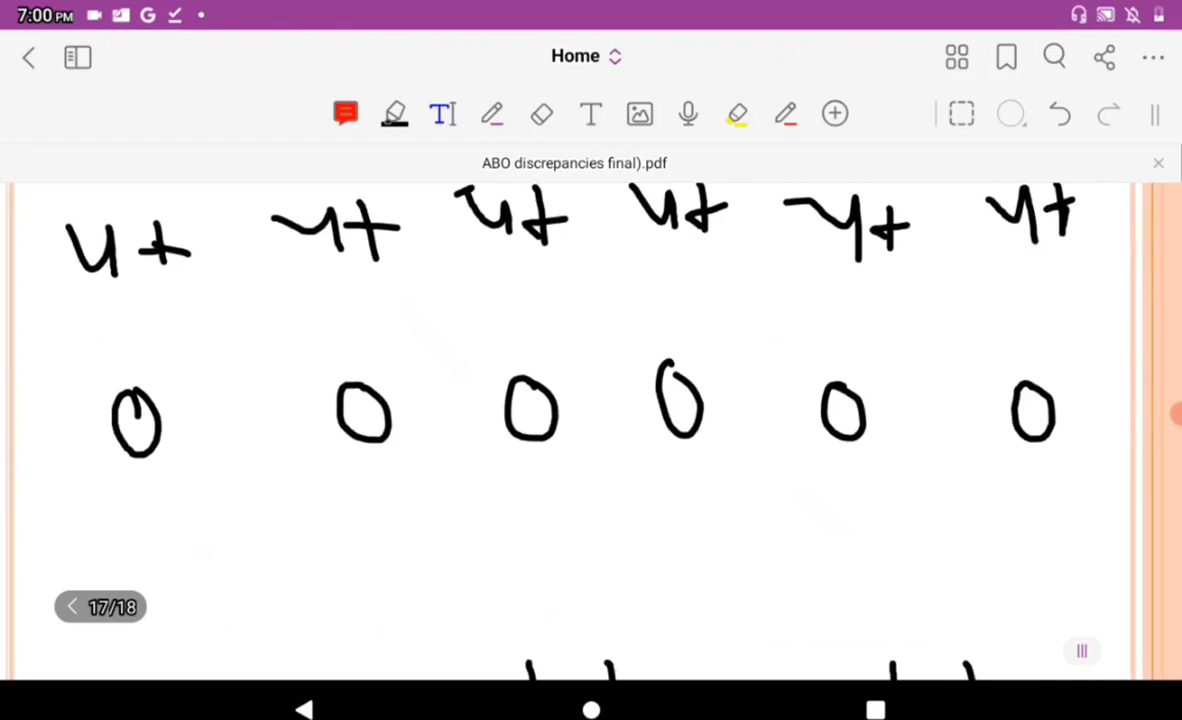 7:00 PM
Home
ABO discrepancies final).pdf
4+ 4+ 4+ 4+ 4+ 4+
0 0 0 0 0 0
17/18